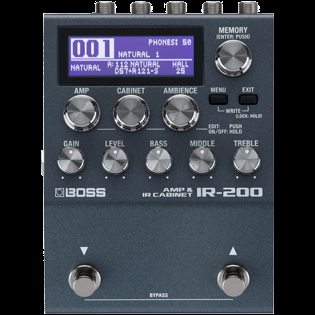 001
PHONES: 50
NATURAL 1
NATURAL
A:112 NATURAL
D57+R121-S
HALL
25
MEMORY
(ENTER: PUSH)
AMP
CABINET
AMBIENCE
MENU
EXIT
WRITE
(LOCK: HOLD)
EDIT: PUSH
ON/OFF: HOLD
GAIN
LEVEL
BASS
MIDDLE
TREBLE
BOSS
AMP &
IR CABINET
IR-200
▼
▲
BYPASS